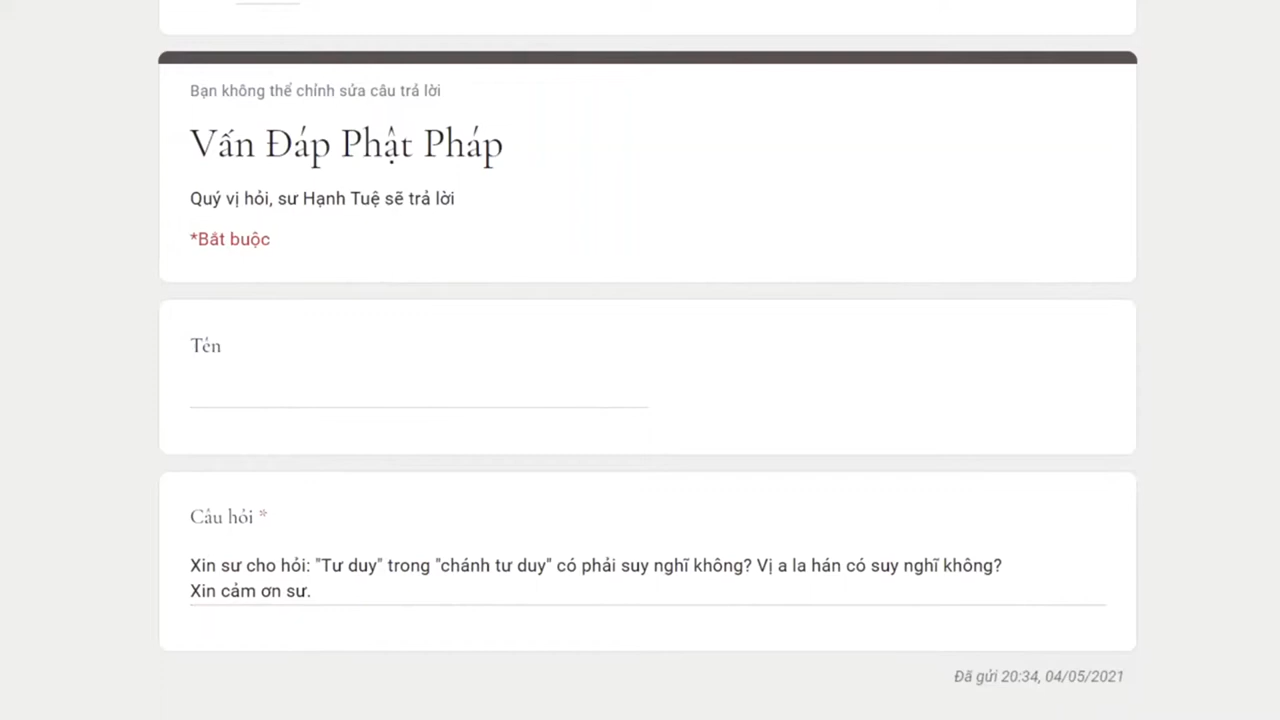 Bạn không thể chỉnh sửa câu trả lời
Vấn Đáp Phật Pháp
Quý vị hỏi, sư Hạnh Tuệ sẽ trả lời
*Bắt buộc
Tên
Câu hỏi *
Xin sư cho hỏi: "Tư duy" trong "chánh tư duy" có phải suy nghĩ không? Vị a la hán có suy nghĩ không?
Xin cảm ơn sư.
Đã gửi 20:34, 04/05/2021